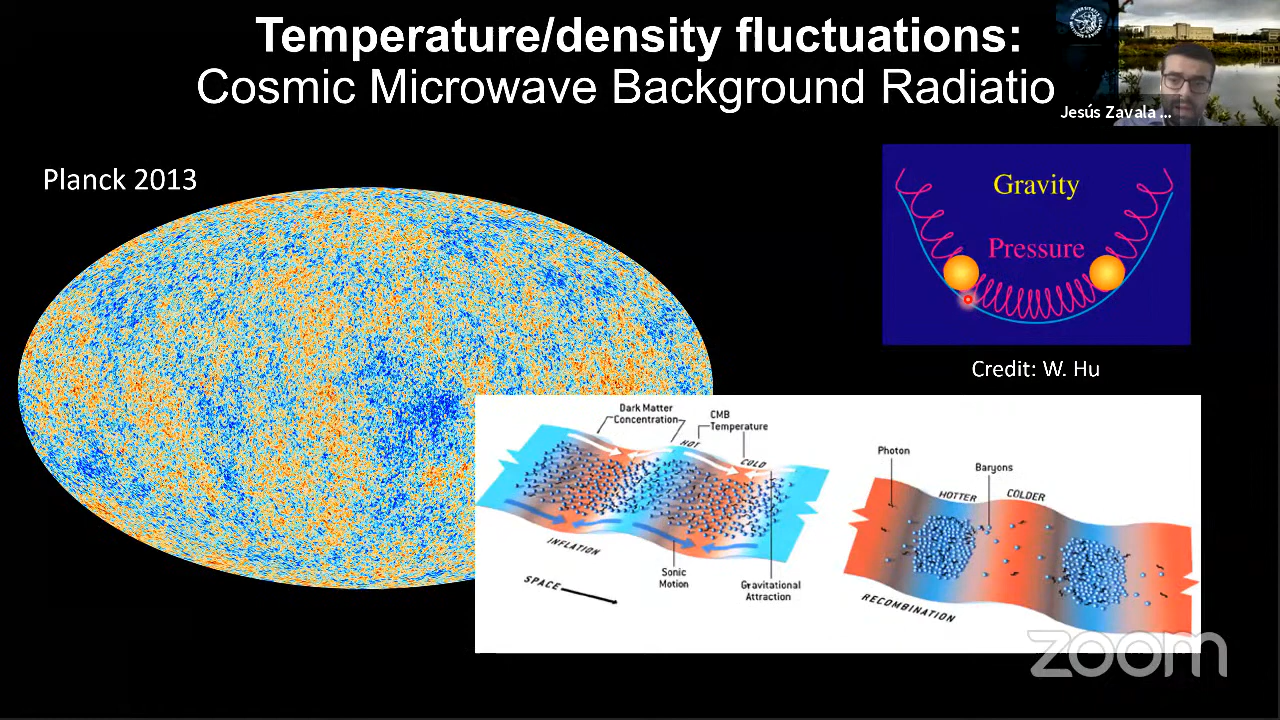 Temperature/density fluctuations:
Cosmic Microwave Background Radiatio
Jesús Zavala ...
Planck 2013
Gravity
Pressure
Credit: W. Hu
Dark Matter
Concentration
HOT
CMB
Temperature
COLD
INFLATION
SPACE
Sonic
Motion
Gravitational
Attraction
Photon
Baryons
HOTTER
COLDER
RECOMBINATION
zoom